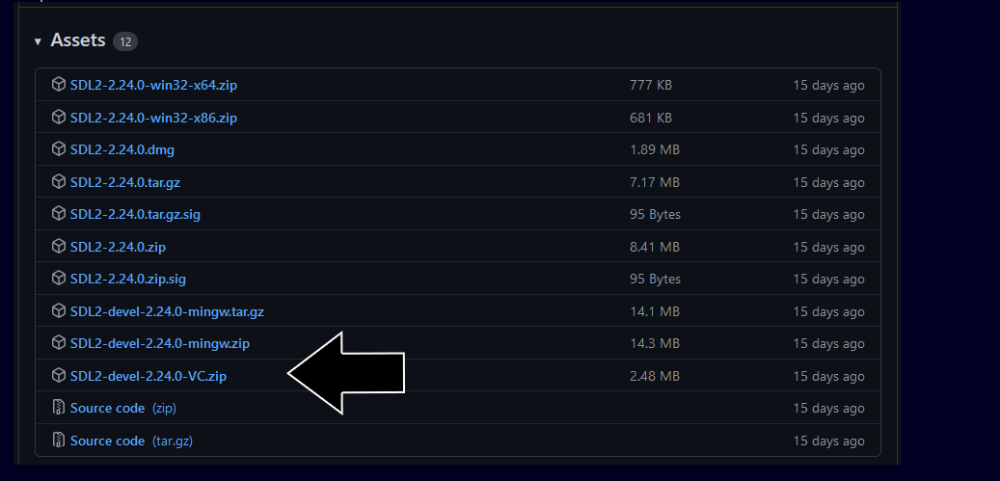 Assets 12
SDL2-2.24.0-win32-x64.zip 777 KB 15 days ago
SDL2-2.24.0-win32-x86.zip 681 KB 15 days ago
SDL2-2.24.0.dmg 1.89 MB 15 days ago
SDL2-2.24.0.tar.gz 7.17 MB 15 days ago
SDL2-2.24.0.tar.gz.sig 95 Bytes 15 days ago
SDL2-2.24.0.zip 8.41 MB 15 days ago
SDL2-2.24.0.zip.sig 95 Bytes 15 days ago
SDL2-devel-2.24.0-mingw.tar.gz 14.1 MB 15 days ago
SDL2-devel-2.24.0-mingw.zip 14.3 MB 15 days ago
SDL2-devel-2.24.0-VC.zip 2.48 MB 15 days ago
Source code (zip) 15 days ago
Source code (tar.gz) 15 days ago